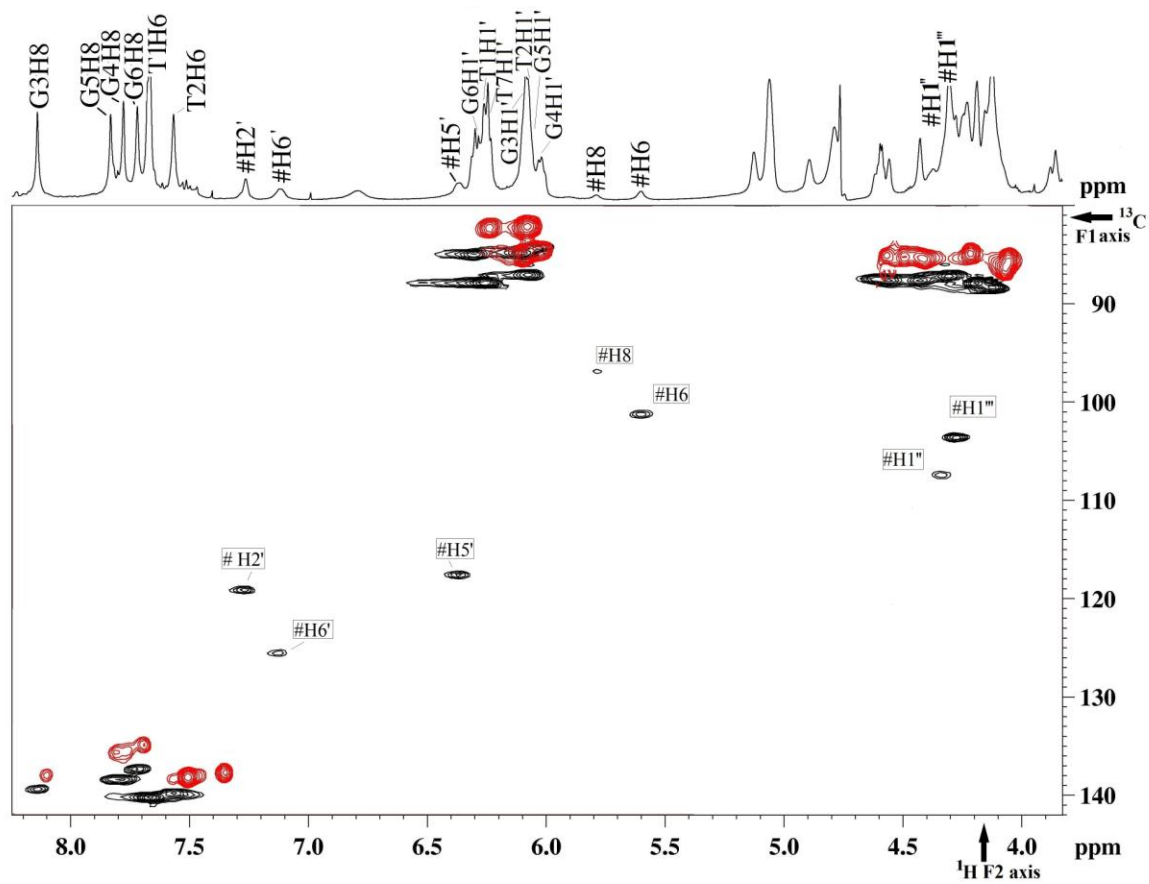 G3H8
G5H8
G4H8
G6H8
T1H6
T2H6
#H2'
#H6'
#H5'
G6H1'
T1H1'
T7H1'
G3H1'
T2H1'
G5H1'
G4H1'
#H8
#H6
#H1"
#H1'"
ppm
13C
F1 axis
90
#H8
#H6
100
#H1'"
#H1"
110
# H2'
#H5'
120
#H6'
130
140
8.0 7.5 7.0 6.5 6.0 5.5 5.0 4.5 4.0 ppm
1H F2 axis